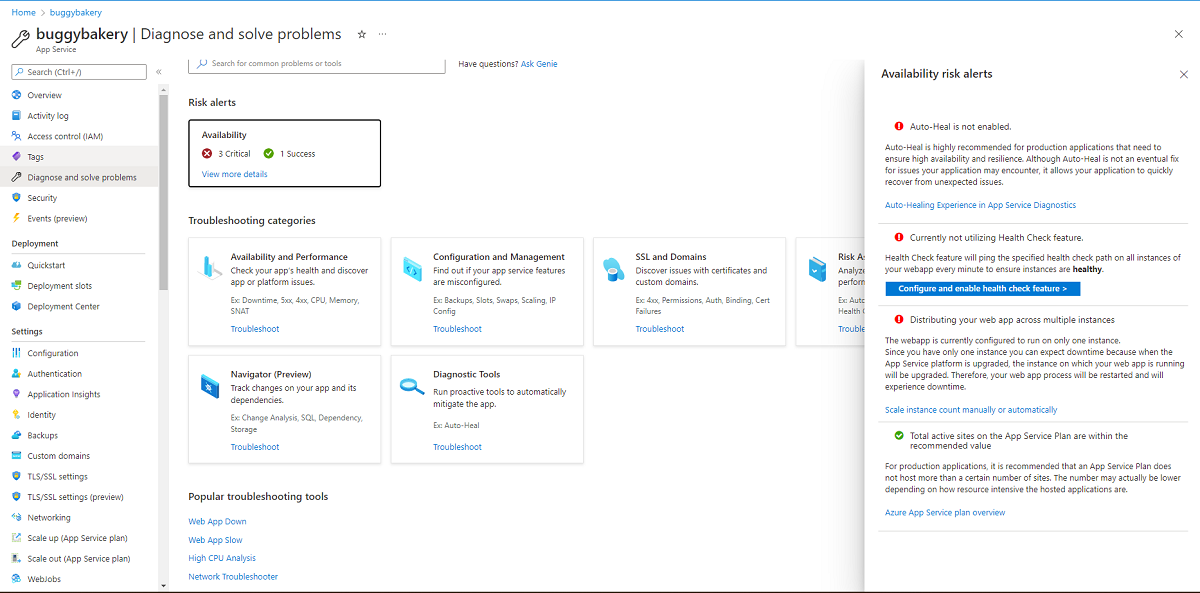 Home > buggybakery
buggybakery | Diagnose and solve problems
App Service
Search (Ctrl+/)
Overview
Activity log
Access control (IAM)
Tags
Diagnose and solve problems
Security
Events (preview)
Deployment
Quickstart
Deployment slots
Deployment Center
Settings
Configuration
Authentication
Application Insights
Identity
Backups
Custom domains
TLS/SSL settings
TLS/SSL settings (preview)
Networking
Scale up (App Service plan)
Scale out (App Service plan)
WebJobs
Search for common problems or tools
Have questions? Ask Genie
Risk alerts
Availability
3 Critical 1 Success
View more details
Troubleshooting categories
Availability and Performance
Check your app's health and discover
app or platform issues.
Ex: Downtime, 5xx, 4xx, CPU, Memory,
SNAT
Troubleshoot
Configuration and Management
Find out if your app service features
are misconfigured.
Ex: Backups, Slots, Swaps, Scaling, IP
Config
Troubleshoot
SSL and Domains
Discover issues with certificates and
custom domains.
Ex: 4xx, Permissions, Auth, Binding, Cert
Failures
Troubleshoot
Risk As
Analyze
perform
Ex: Auto
Health C
Trouble
Navigator (Preview)
Track changes on your app and its
dependencies.
Ex: Change Analysis, SQL, Dependency,
Storage
Troubleshoot
Diagnostic Tools
Run proactive tools to automatically
mitigate the app.
Ex: Auto-Heal
Troubleshoot
Popular troubleshooting tools
Web App Down
Web App Slow
High CPU Analysis
Network Troubleshooter
Availability risk alerts
Auto-Heal is not enabled.
Auto-Heal is highly recommended for production applications that need to
ensure high availability and resilience. Although Auto-Heal is not an eventual fix
for issues your application may encounter, it allows your application to quickly
recover from unexpected issues.
Auto-Healing Experience in App Service Diagnostics
Currently not utilizing Health Check feature.
Health Check feature will ping the specified health check path on all instances of
your webapp every minute to ensure instances are healthy.
Configure and enable health check feature >
Distributing your web app across multiple instances
The webapp is currently configured to run on only one instance.
Since you have only one instance you can expect downtime because when the
App Service platform is upgraded, the instance on which your web app is running
will be upgraded. Therefore, your web app process will be restarted and will
experience downtime.
Scale instance count manually or automatically
Total active sites on the App Service Plan are within the
recommended value
For production applications, it is recommended that an App Service Plan does
not host more than a certain number of sites. The number may actually be lower
depending on how resource intensive the hosted applications are.
Azure App Service plan overview